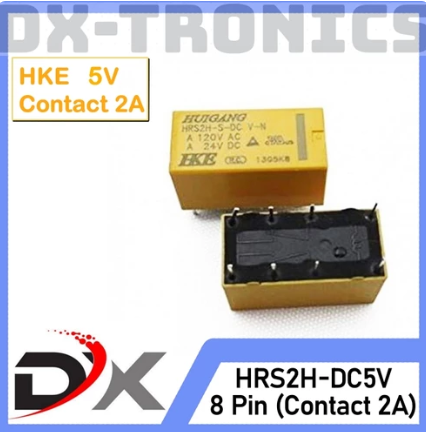 DX-TRONICS
HKE 5V
Contact 2A
HUIGANG
HRS2H-S-DC V-N
A 120V AC
A 24V DC
HKE
DX
HRS2H-DC5V
8 Pin (Contact 2A)